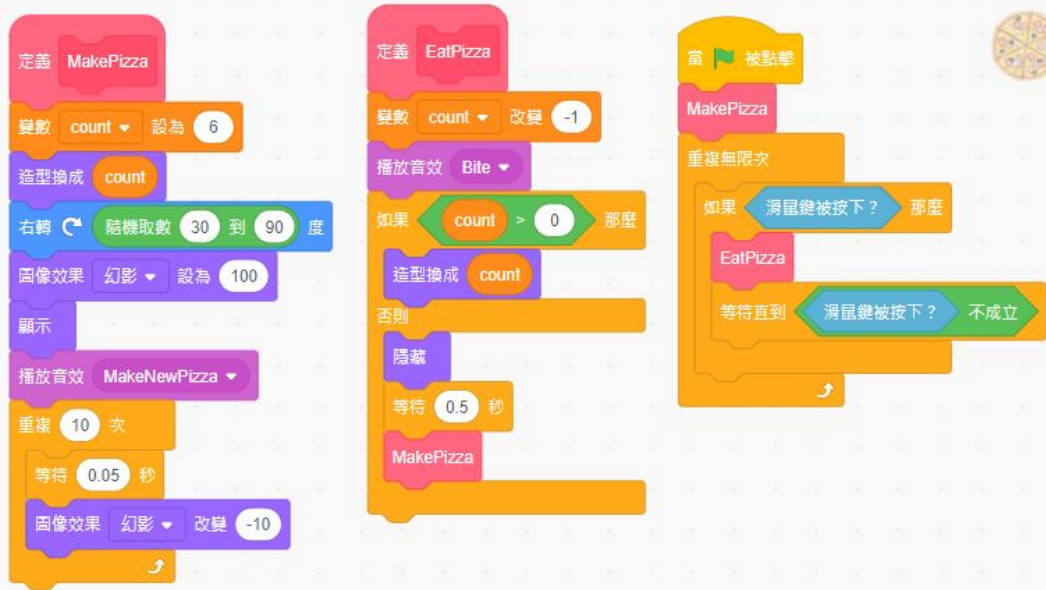 定義 MakePizza
變數 count 設為 6
造型換成 count
右轉 隨機取數 30 到 90 度
圖像效果 幻影 設為 100
顯示
播放音效 MakeNewPizza
重複 10 次
等待 0.05 秒
圖像效果 幻影 改變 -10
定義 EatPizza
變數 count 改變 -1
播放音效 Bite
如果 count > 0 那麼
造型換成 count
否則
隱藏
等待 0.5 秒
MakePizza
當 被點擊
MakePizza
重複無限次
如果 滑鼠鍵被按下？ 那麼
EatPizza
等待直到 滑鼠鍵被按下？ 不成立